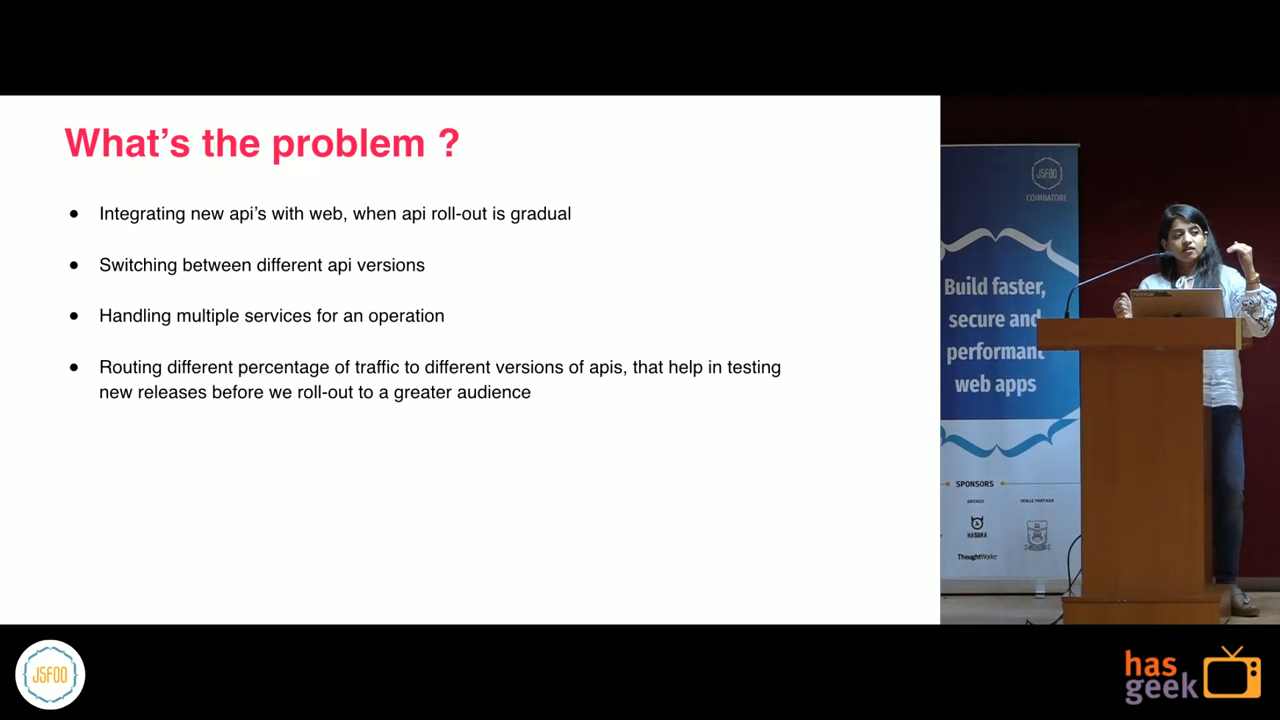 What's the problem ?
● Integrating new api's with web, when api roll-out is gradual
● Switching between different api versions
● Handling multiple services for an operation
● Routing different percentage of traffic to different versions of apis, that help in testing
new releases before we roll-out to a greater audience
JSFOO
COIMBATORE
Build faster,
secure and
performant
web apps
SPONSORS
BRONZE
VENUE PARTNER
HASURA
ThoughtWorks
JSFOO
has
geek